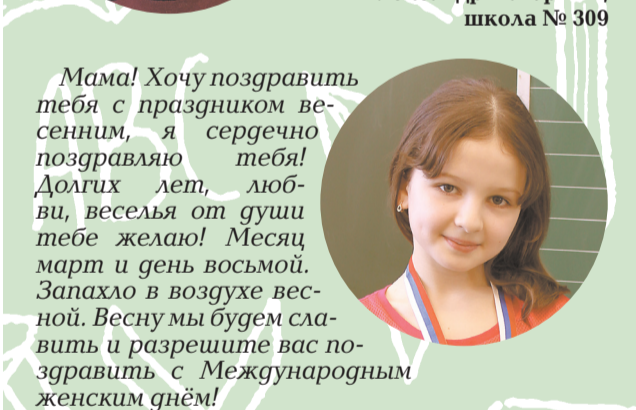 школа № 309
Мама! Хочу поздравить
тебя с праздником ве-
сенним, я сердечно
поздравляю тебя!
Долгих лет, люб-
ви, веселья от души
тебе желаю! Месяц
март и день восьмой.
Запахло в воздухе вес-
ной. Весну мы будем сла-
вить и разрешите вас по-
здравить с Международным
женским днём!
ABC